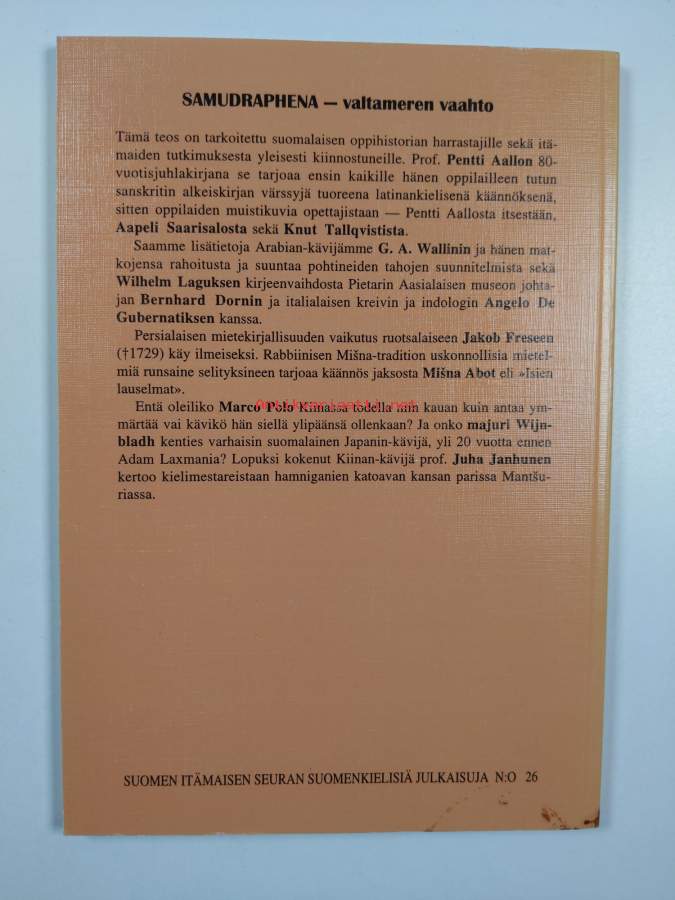 SAMUDRAPHENA — valtameren vaahto
Tämä teos on tarkoitettu suomalaisen oppihistorian harrastajille sekä itä-
maiden tutkimuksesta yleisesti kiinnostuneille. Prof. Pentti Aallon 80-
vuotisjuhlakirjana se tarjoaa ensin kaikille hänen oppilailleen tutun
sanskritin alkeiskirjan värssyjä tuoreena latinankielisenä käännöksenä,
sitten oppilaiden muistikuvia opettajistaan — Pentti Aallosta itsestään,
Aapeli Saarisalosta sekä Knut Tallqvistista.
Saamme lisätietoja Arabian-kävijämme G. A. Wallinin ja hänen mat-
kojensa rahoitusta ja suuntaa pohtineiden tahojen suunnitelmista sekä
Wilhelm Laguksen kirjeenvaihdosta Pietarin Aasialaisen museon johta-
jan Bernhard Dornin ja italialaisen kreivin ja indologin Angelo De
Gubernatiksen kanssa.
Persialaisen mietekirjallisuuden vaikutus ruotsalaiseen Jakob Freseen
(†1729) käy ilmeiseksi. Rabbiinisen Mišna-tradition uskonnollisia mietel-
miä runsaine selityksineen tarjoaa käännös jaksosta Mišna Abot eli »Isien
lauselmat».
Entä oleiliko Marco Polo Kiinassa todella niin kauan kuin antaa ym-
märtää vai kävikö hän siellä ylipäänsä ollenkaan? Ja onko majuri Wijn-
bladh kenties varhaisin suomalainen Japanin-kävijä, yli 20 vuotta ennen
Adam Laxmania? Lopuksi kokenut Kiinan-kävijä prof. Juha Janhunen
kertoo kielimestareistaan hamniganien katoavan kansan parissa Mantšu-
riassa.
Antikvariaatti.net
SUOMEN ITÄMAISEN SEURAN SUOMENKIELISIÄ JULKAISUJA N:O 26